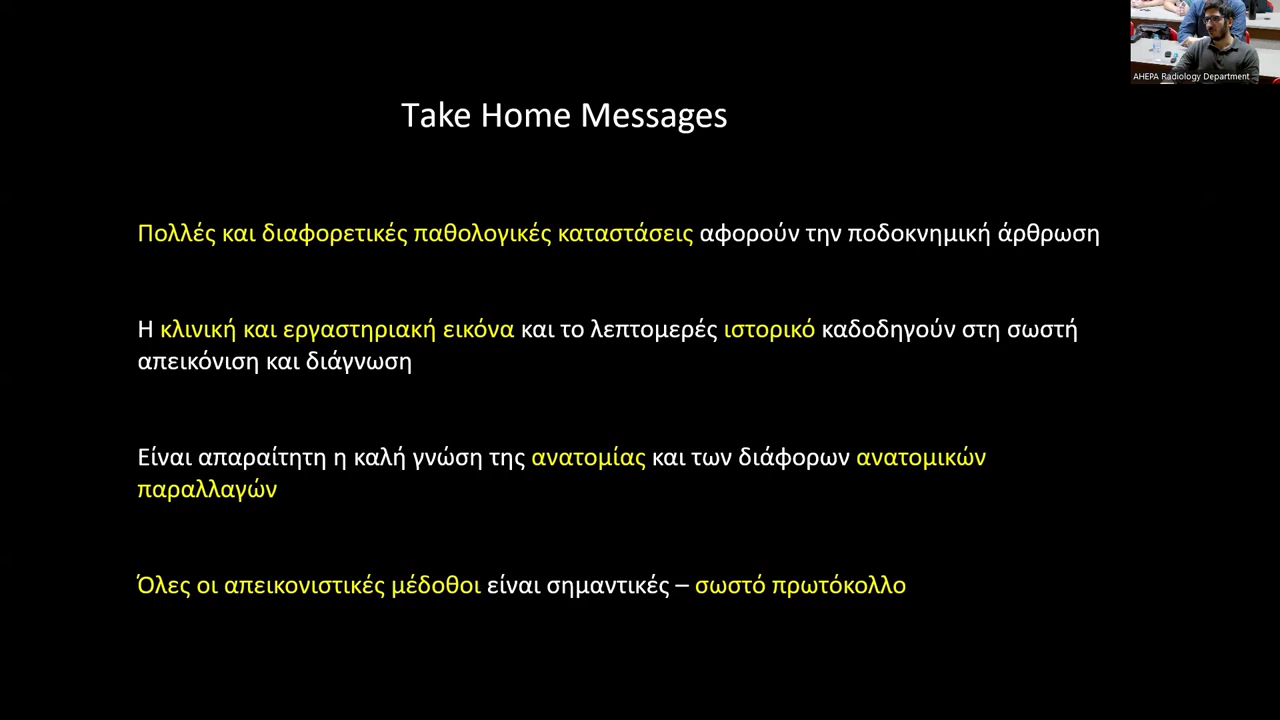 AHEPA Radiology Department
Take Home Messages
Πολλές και διαφορετικές παθολογικές καταστάσεις αφορούν την ποδοκνημική άρθρωση
Η κλινική και εργαστηριακή εικόνα και το λεπτομερές ιστορικό καδοδηγούν στη σωστή
απεικόνιση και διάγνωση
Είναι απαραίτητη η καλή γνώση της ανατομίας και των διάφορων ανατομικών
παραλλαγών
Όλες οι απεικονιστικές μέδοθοι είναι σημαντικές – σωστό πρωτόκολλο